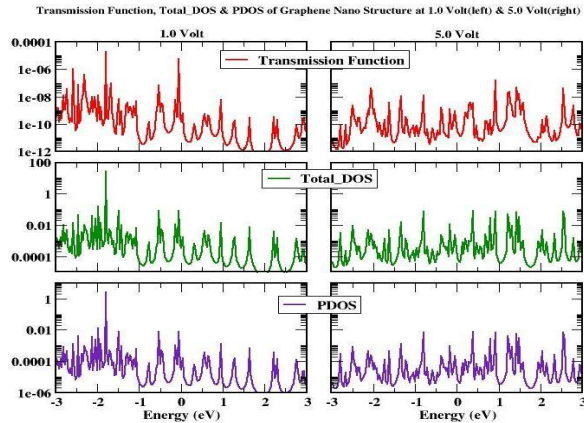 Transmission Function, Total_DOS & PDOS of Graphene Nano Structure at 1.0 Volt(left) & 5.0 Volt(right)
1.0 Volt
5.0 Volt
0.0001
1e-06
1e-08
1e-10
1e-12
Transmission Function
100
1
0.01
0.0001
Total_DOS
1
0.01
0.0001
1e-06
PDOS
-3 -2 -1 0 1 2 3
-3 -2 -1 0 1 2 3
Energy (eV)
Energy (eV)